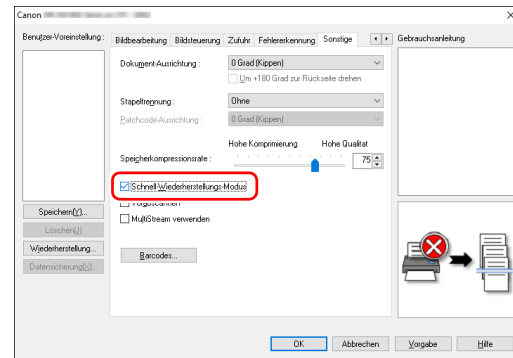 Canon
Benutzer-Voreinstellung :
Bildbearbeitung Bildsteuerung Zufuhr Fehlererkennung Sonstige
Gebrauchsanleitung
Dokument-Ausrichtung :
0 Grad (Kippen)
Um +180 Grad zur Rückseite drehen
Stapeltrennung :
Ohne
Patchcode-Ausrichtung :
0 Grad (Kippen)
Hohe Komprimierung Hohe Qualität
Speicherkompressionsrate :
75
Schnell-Wiederherstellungs-Modus
Vorgescannen
MultiStream verwenden
Barcodes...
Speichern(Y)...
Löschen(J)
Wiederherstellung...
Datensicherung(X)...
OK Abbrechen Vorgabe Hilfe